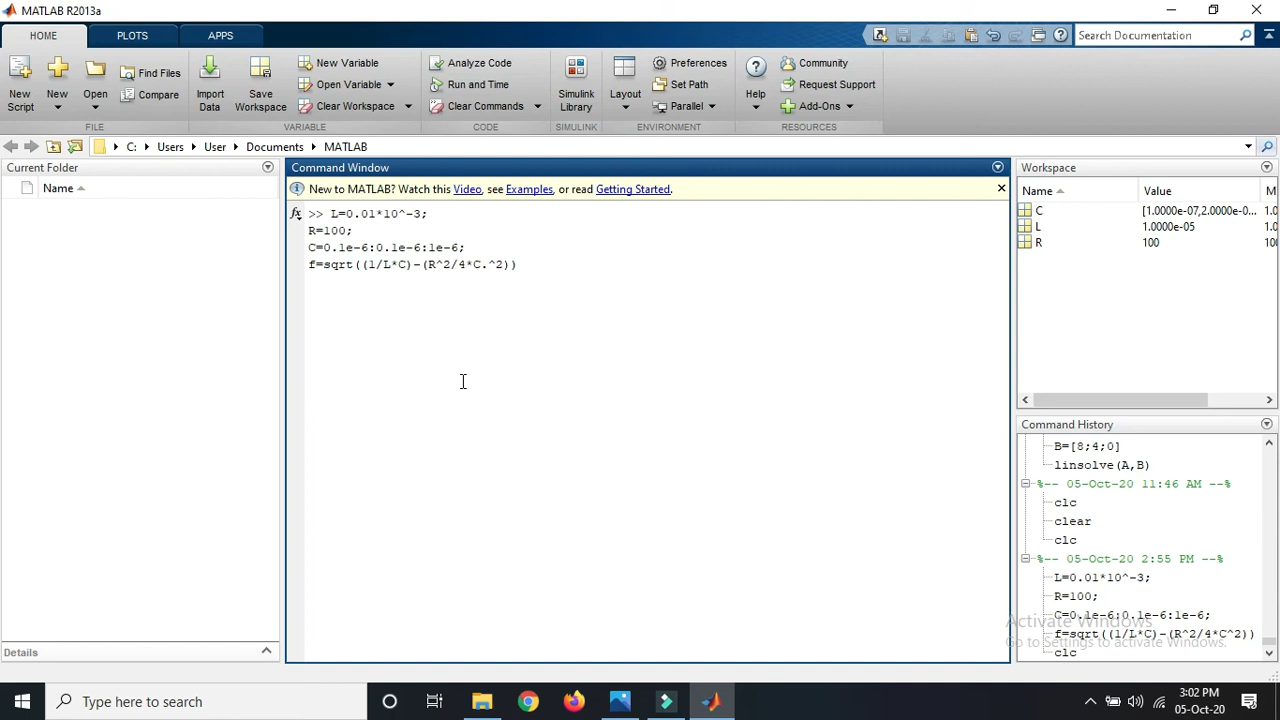 MATLAB R2013a
HOME
PLOTS
APPS
Search Documentation
New Script
New
Open
Find Files
Compare
Import Data
Save Workspace
New Variable
Open Variable
Clear Workspace
Analyze Code
Run and Time
Clear Commands
Simulink Library
Layout
Preferences
Set Path
Parallel
Help
Community
Request Support
Add-Ons
FILE
VARIABLE
CODE
SIMULINK
ENVIRONMENT
RESOURCES
C: Users User Documents MATLAB
Current Folder
Name
Details
Command Window
New to MATLAB? Watch this Video, see Examples, or read Getting Started.
fx >> L=0.01*10^-3;
R=100;
C=0.1e-6:0.1e-6:1e-6;
f=sqrt((1/L*C)-(R^2/4*C.^2))
Workspace
Name Value M
C [1.0000e-07,2.0000e-0... 1.0
L 1.0000e-05 1.0
R 100 10
Command History
B=[8;4;0]
linsolve(A,B)
%-- 05-Oct-20 11:46 AM --%
clc
clear
clc
%-- 05-Oct-20 2:55 PM --%
L=0.01*10^-3;
R=100;
C=0.1e-6:0.1e-6:1e-6;
f=sqrt((1/L*C)-(R^2/4*C^2))
clc
Activate Windows
Go to Settings to activate Windows.
Type here to search
3:02 PM
05-Oct-20